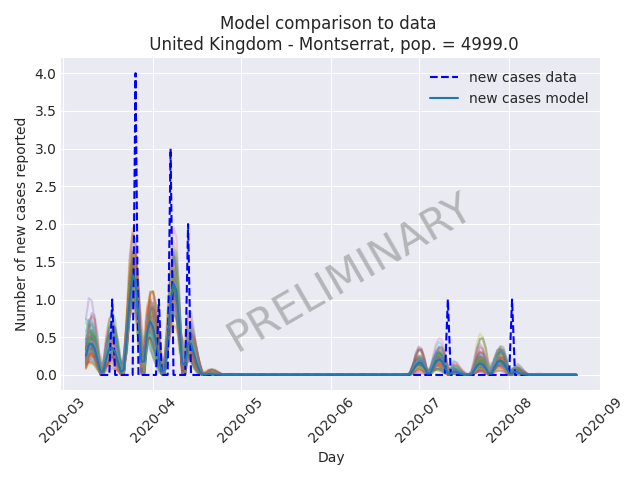 Model comparison to data
United Kingdom - Montserrat, pop. = 4999.0
new cases data
new cases model
Number of new cases reported
4.0
3.5
3.0
2.5
2.0
1.5
1.0
0.5
0.0
PRELIMINARY
2020-03
2020-04
2020-05
2020-06
2020-07
2020-08
2020-09
Day